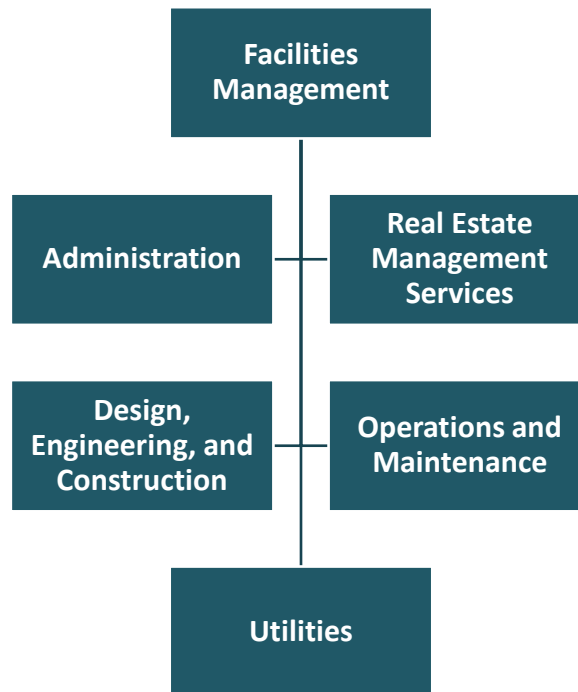 Facilities
Management
Administration
Real Estate
Management
Services
Design,
Engineering, and
Construction
Operations and
Maintenance
Utilities